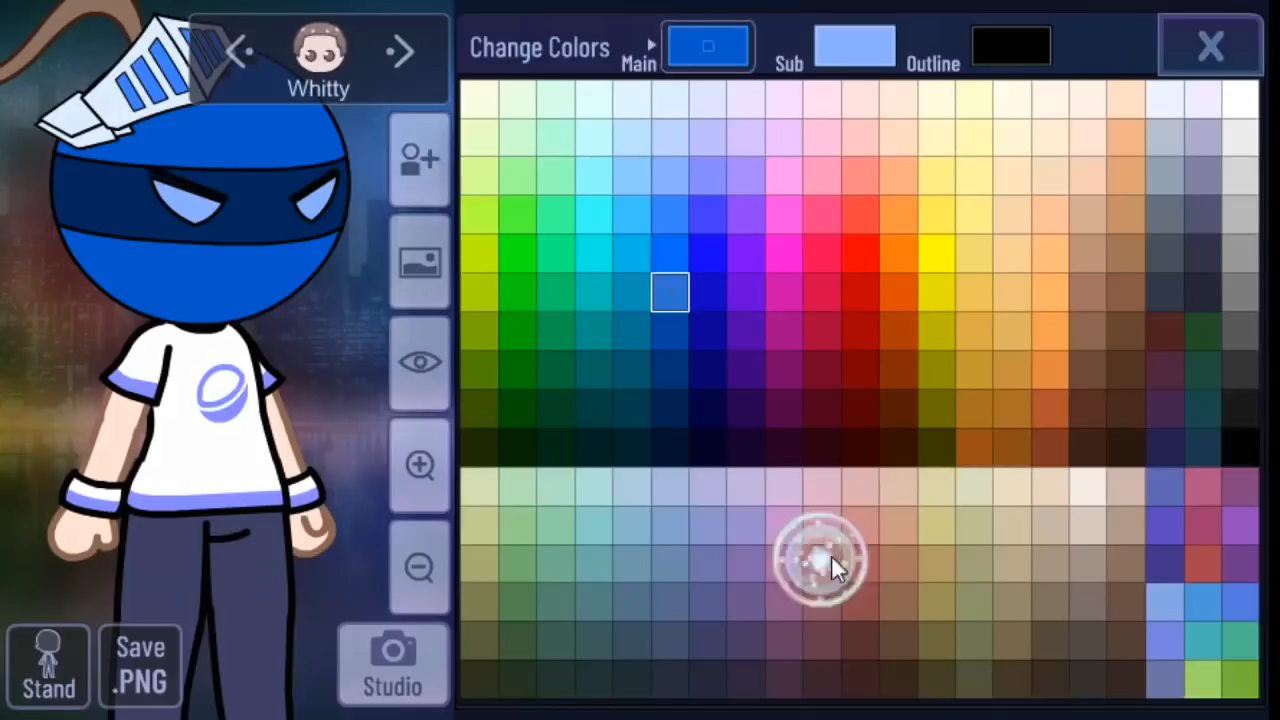 Whitty
Change Colors
Main
Sub
Outline
X
Stand
Save
.PNG
Studio